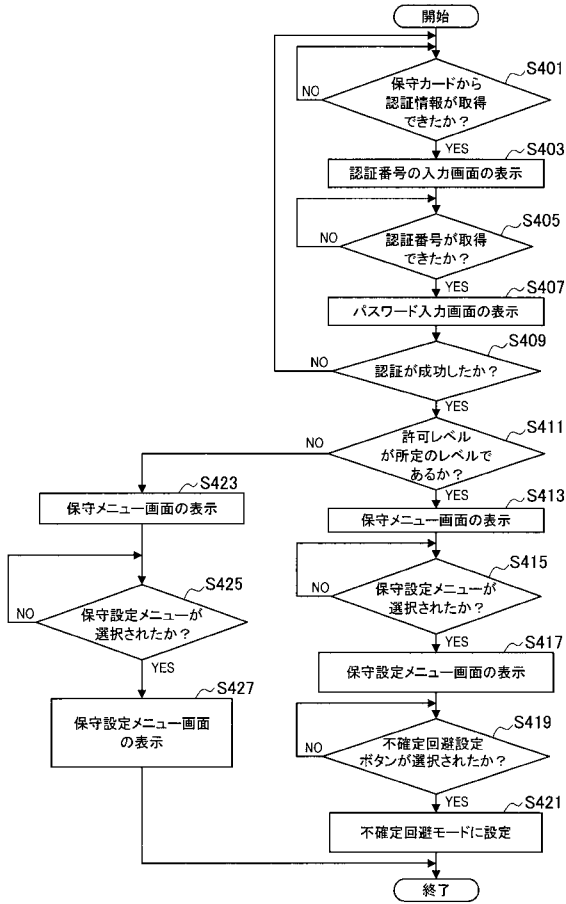 開始
S401
保守カードから
認証情報が取得
できたか？
NO
YES
S403
認証番号の入力画面の表示
S405
認証番号が取得
できたか？
NO
YES
S407
パスワード入力画面の表示
S409
認証が成功したか？
NO
YES
S411
許可レベル
が所定のレベルで
あるか？
NO
YES
S423
保守メニュー画面の表示
S425
保守設定メニューが
選択されたか？
NO
YES
S427
保守設定メニュー画面
の表示
S413
保守メニュー画面の表示
S415
保守設定メニューが
選択されたか？
NO
YES
S417
保守設定メニュー画面の表示
S419
不確定回避設定
ボタンが選択されたか？
NO
YES
S421
不確定回避モードに設定
終了